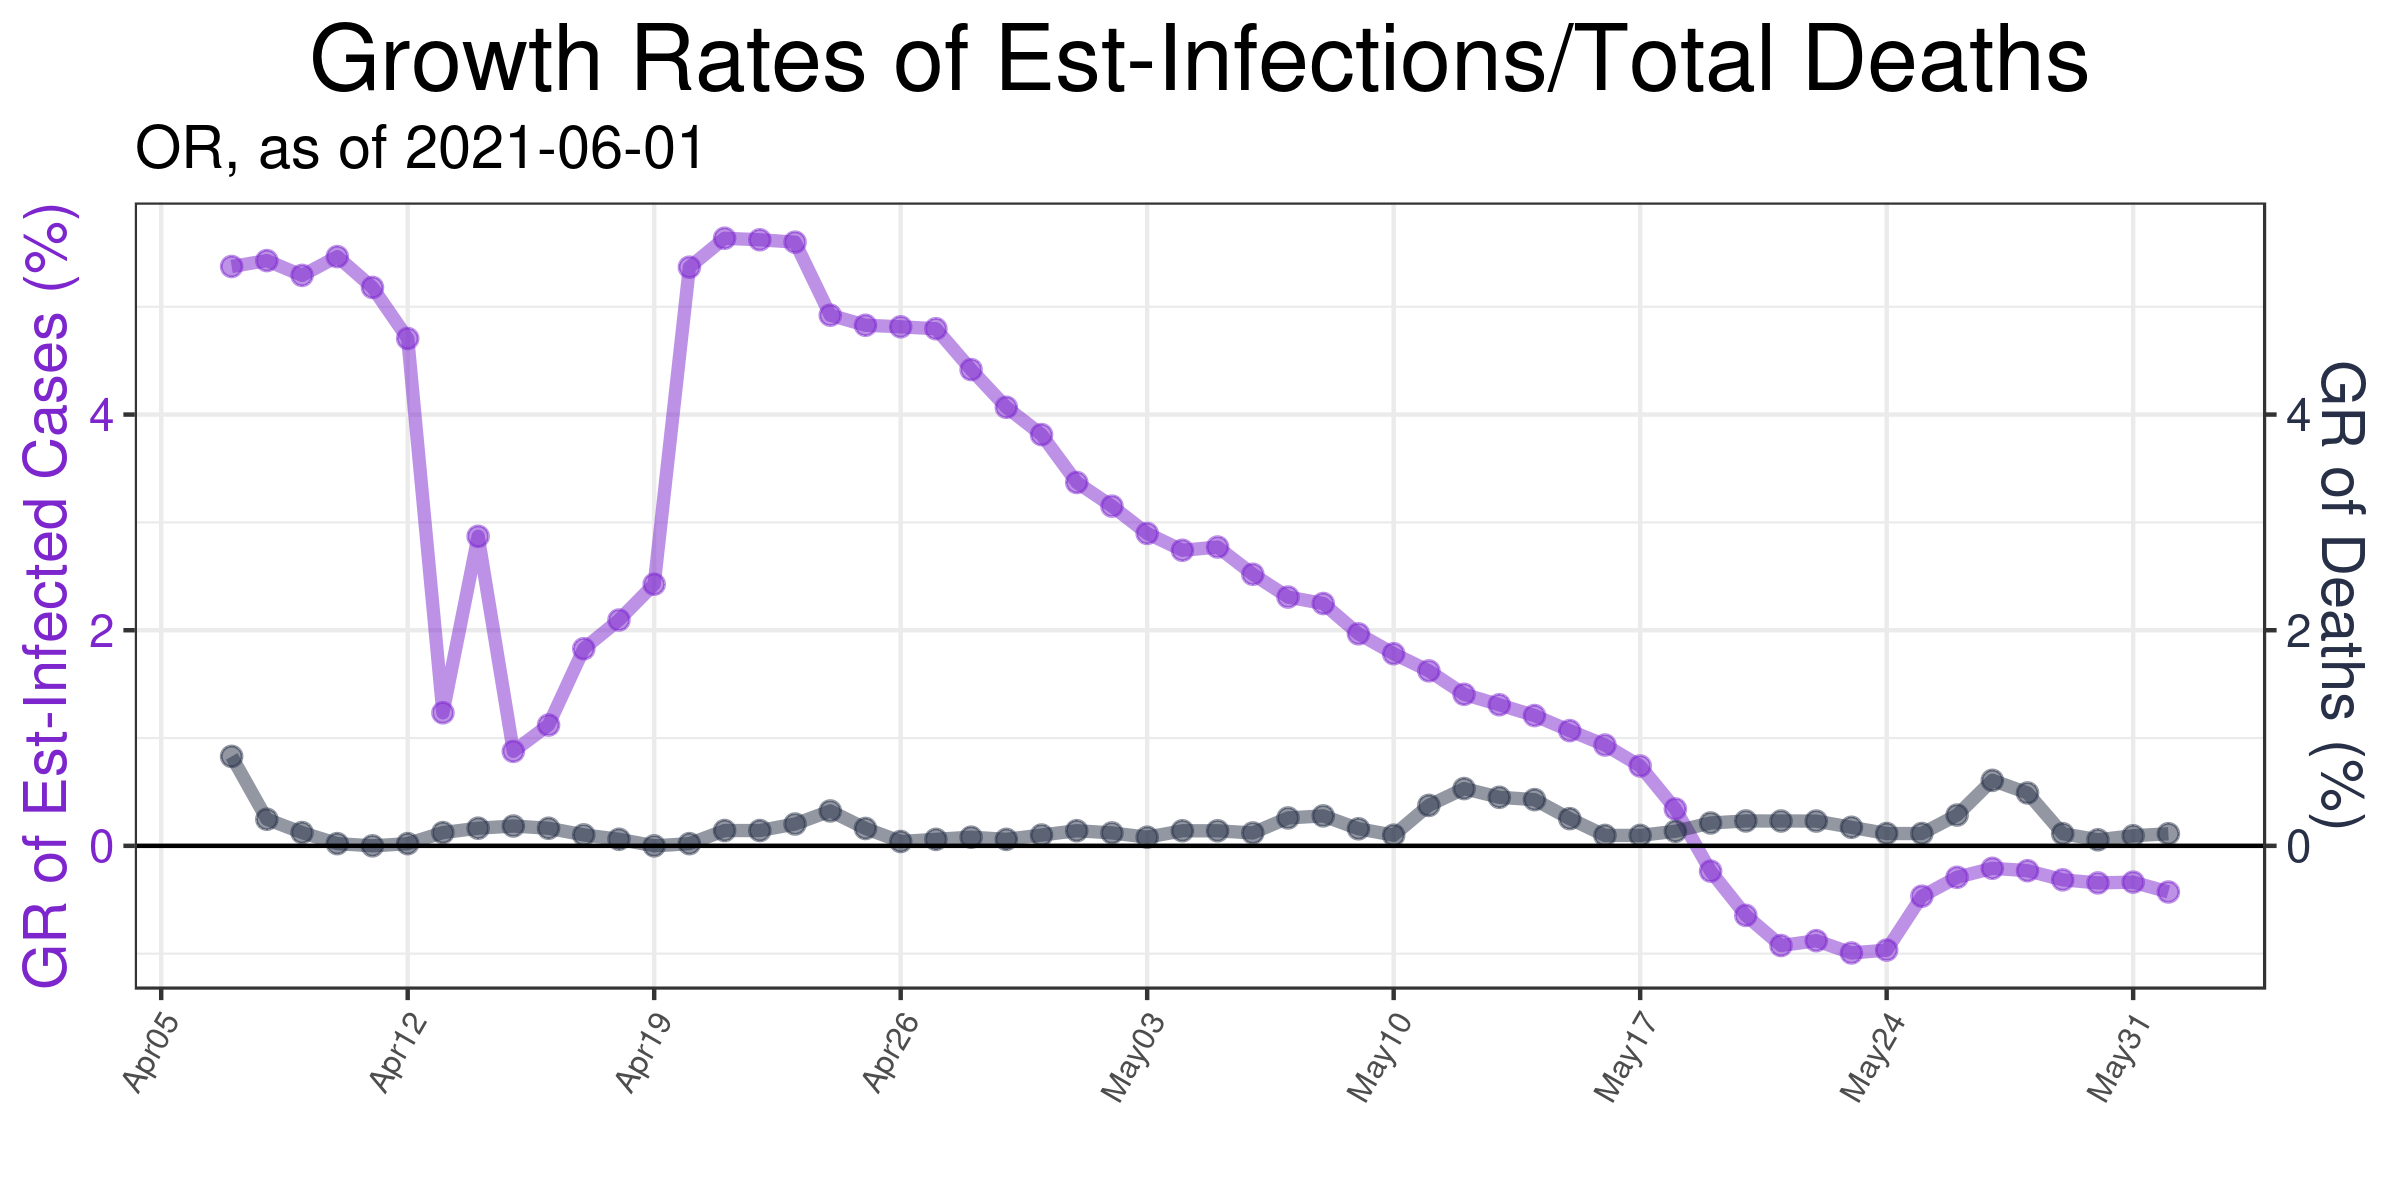 Growth Rates of Est-Infections/Total Deaths
OR, as of 2021-06-01
GR of Est-Infected Cases (%)
4
2
0
4
2
0
GR of Deaths (%)
Apr05
Apr12
Apr19
Apr26
May03
May10
May17
May24
May31